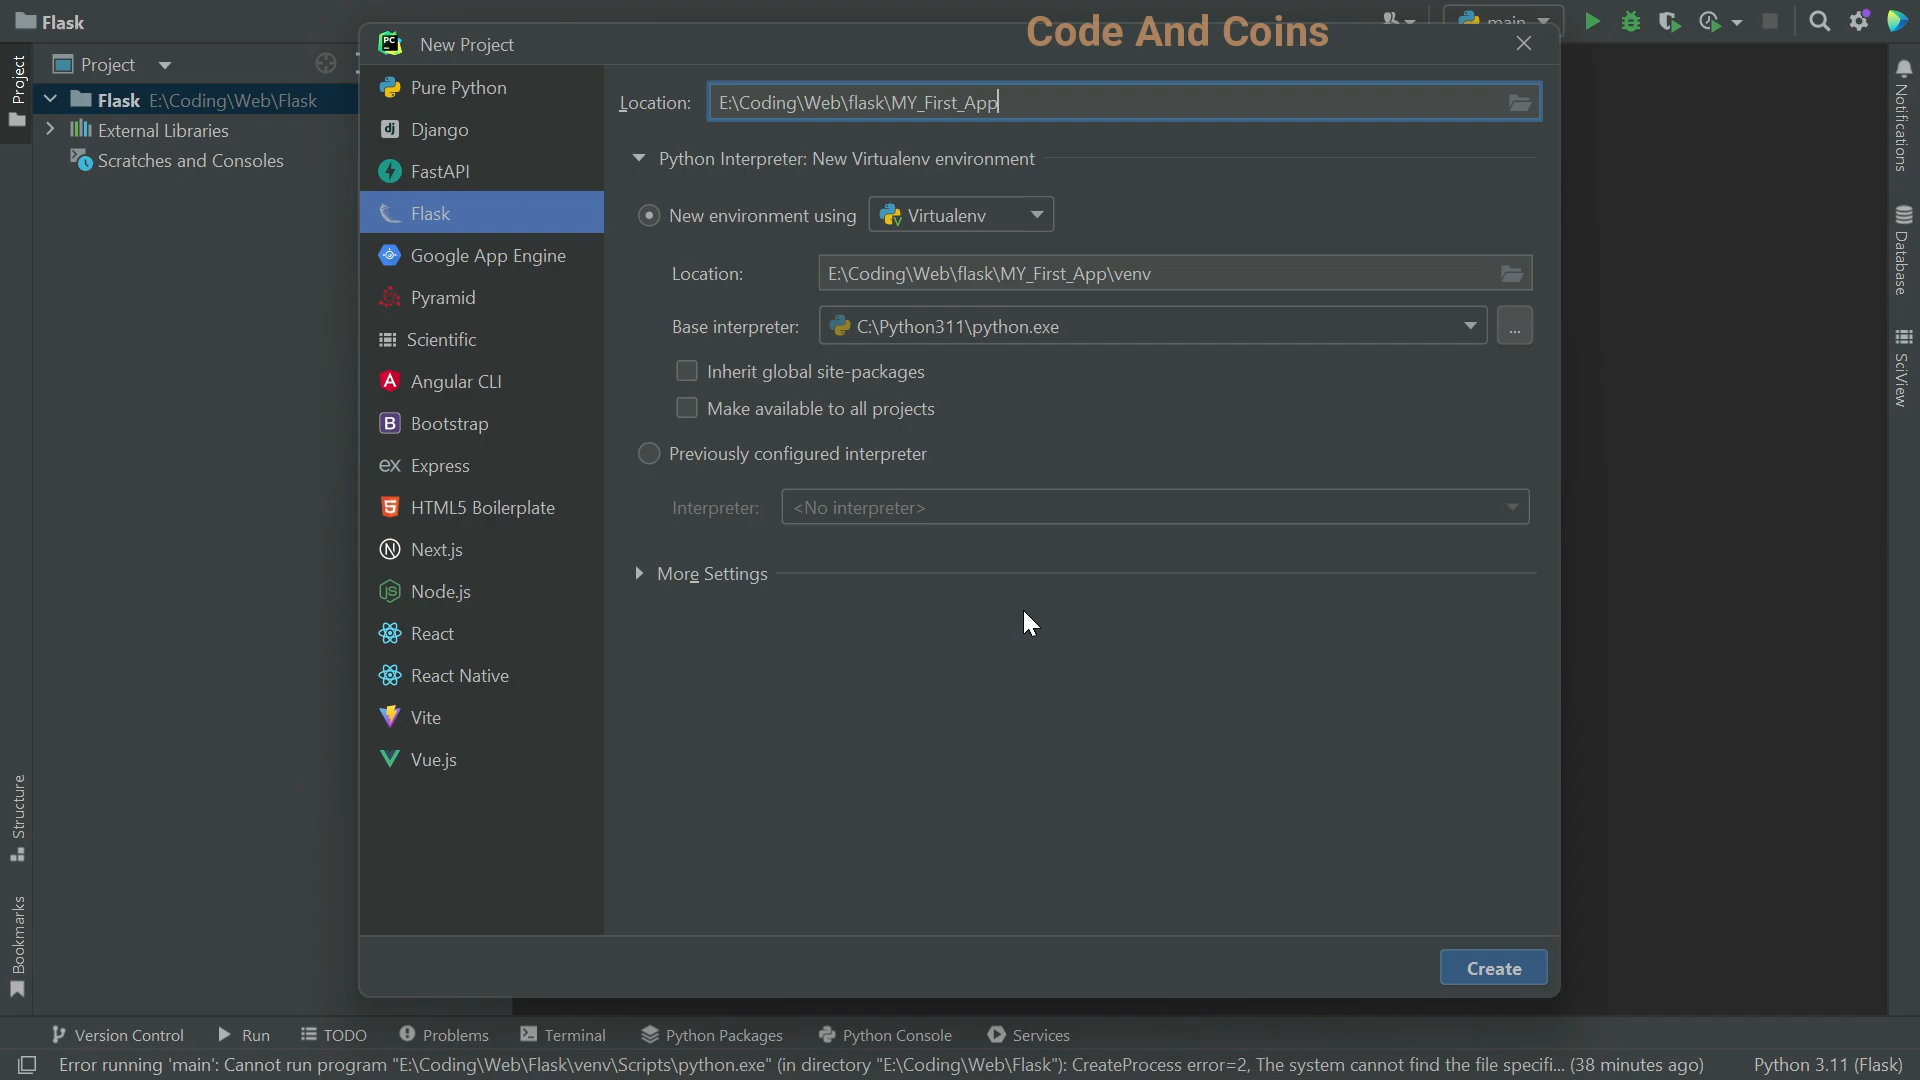 Flask
main
Code And Coins
New Project
Project
Project
Flask E:\Coding\Web\Flask
External Libraries
Scratches and Consoles
Structure
Bookmarks
Pure Python
Django
FastAPI
Flask
Google App Engine
Pyramid
Scientific
Angular CLI
Bootstrap
Express
HTML5 Boilerplate
Next.js
Node.js
React
React Native
Vite
Vue.js
Location: E:\Coding\Web\flask\MY_First_App
Python Interpreter: New Virtualenv environment
New environment using Virtualenv
Location: E:\Coding\Web\flask\MY_First_App\venv
Base interpreter: C:\Python311\python.exe ...
Inherit global site-packages
Make available to all projects
Previously configured interpreter
Interpreter: <No interpreter>
More Settings
Create
Notifications
Database
SciView
Version Control Run TODO Problems Terminal Python Packages Python Console Services
Error running 'main': Cannot run program "E:\Coding\Web\Flask\venv\Scripts\python.exe" (in directory "E:\Coding\Web\Flask"): CreateProcess error=2, The system cannot find the file specifi... (38 minutes ago) Python 3.11 (Flask)